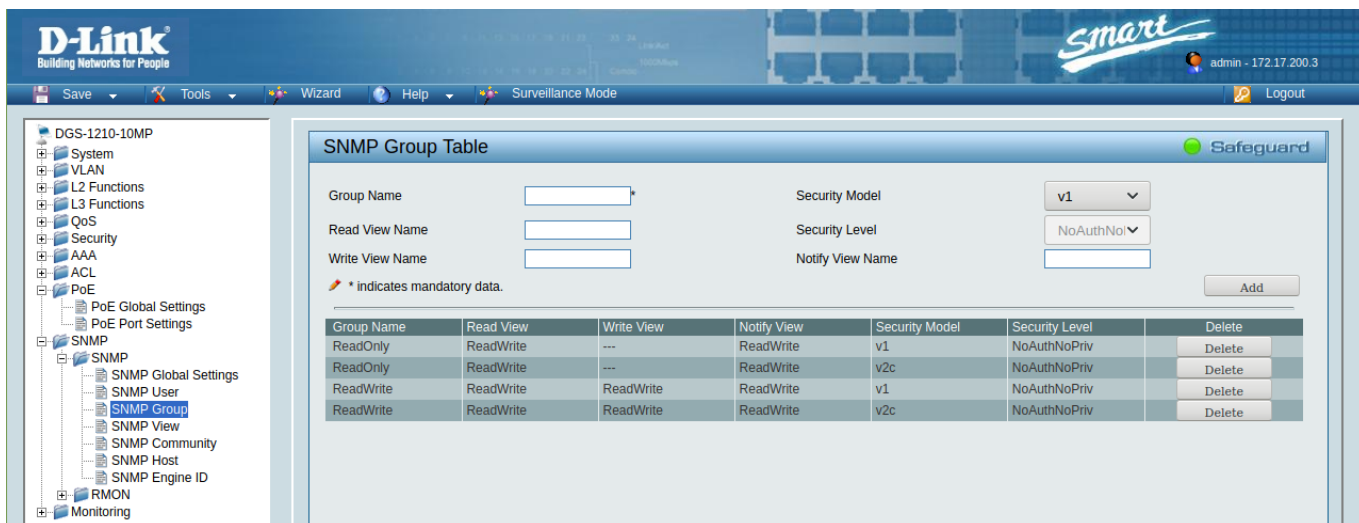 D-Link
Building Networks for People
smart
admin - 172.17.200.3
Save Tools Wizard Help Surveillance Mode Logout
DGS-1210-10MP
System
VLAN
L2 Functions
L3 Functions
QoS
Security
AAA
ACL
PoE
PoE Global Settings
PoE Port Settings
SNMP
SNMP
SNMP Global Settings
SNMP User
SNMP Group
SNMP View
SNMP Community
SNMP Host
SNMP Engine ID
RMON
Monitoring
SNMP Group Table Safeguard
Group Name * Security Model v1
Read View Name Security Level NoAuthNo
Write View Name Notify View Name
* indicates mandatory data. Add
Group Name Read View Write View Notify View Security Model Security Level Delete
ReadOnly ReadWrite --- ReadWrite v1 NoAuthNoPriv Delete
ReadOnly ReadWrite --- ReadWrite v2c NoAuthNoPriv Delete
ReadWrite ReadWrite ReadWrite ReadWrite v1 NoAuthNoPriv Delete
ReadWrite ReadWrite ReadWrite ReadWrite v2c NoAuthNoPriv Delete